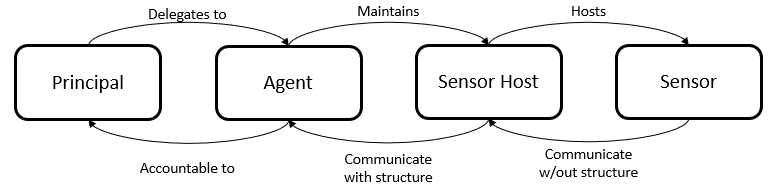 Delegates to
Maintains
Hosts
Principal
Agent
Sensor Host
Sensor
Accountable to
Communicate
with structure
Communicate
w/out structure